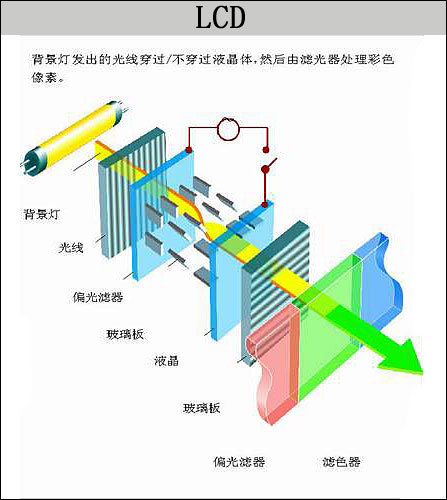 LCD
背景灯发出的光线穿过/不穿过液晶体,然后由滤光器处理彩色
像素。
背景灯
光线
偏光滤器
玻璃板
液晶
玻璃板
偏光滤器
滤色器